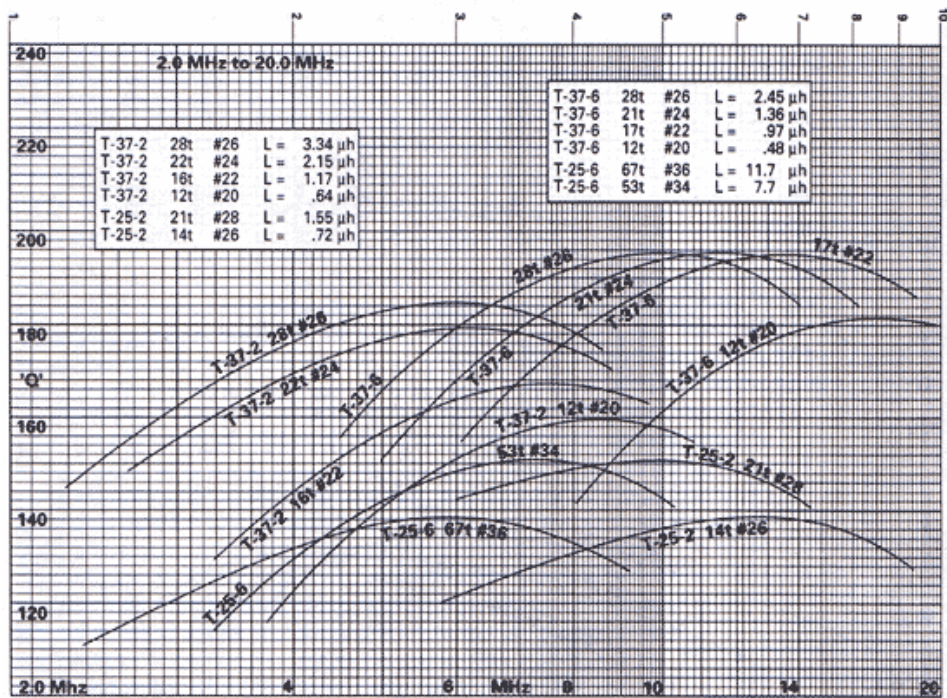 1 2 3 4 5 6 7 8 9 10
240
2.0 MHz to 20.0 MHz
T-37-6 28t #26 L = 2.45 µh
T-37-6 21t #24 L = 1.36 µh
T-37-6 17t #22 L = .97 µh
T-37-6 12t #20 L = .48 µh
T-25-6 67t #36 L = 11.7 µh
T-25-6 53t #34 L = 7.7 µh
220
T-37-2 28t #26 L = 3.34 µh
T-37-2 22t #24 L = 2.15 µh
T-37-2 16t #22 L = 1.17 µh
T-37-2 12t #20 L = .64 µh
T-25-2 21t #28 L = 1.55 µh
T-25-2 14t #26 L = .72 µh
200
17t #22
28t #26
21t #24
T-37-6
T-37-2 28t #26
180
T-37-6 12t #20
T-37-6
'Q'
T-37-2 22t #24
T-37-6
160
T-37-2 12t #20
53t #34
T-25-2 21t #28
T-37-2 16t #22
140
T-25-6 67t #36
T-25-2 14t #26
120
T-25-6
2.0 Mhz 4 6 MHz 8 10 14 20